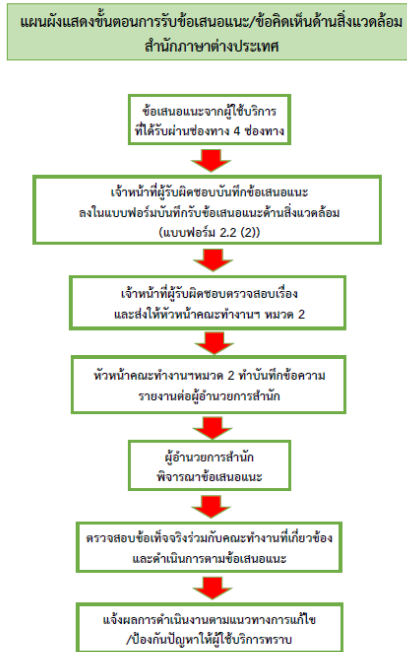 แผนผังแสดงขั้นตอนการรับข้อเสนอแนะ/ข้อคิดเห็นด้านสิ่งแวดล้อม
สำนักภาษาต่างประเทศ
ข้อเสนอแนะจากผู้ใช้บริการ
ที่ได้รับผ่านช่องทาง 4 ช่องทาง
เจ้าหน้าที่ผู้รับผิดชอบบันทึกข้อเสนอแนะ
ลงในแบบฟอร์มบันทึกรับข้อเสนอแนะด้านสิ่งแวดล้อม
(แบบฟอร์ม 2.2 (2))
เจ้าหน้าที่ผู้รับผิดชอบตรวจสอบเรื่อง
และส่งให้หัวหน้าคณะทำงานฯ หมวด 2
หัวหน้าคณะทำงานฯหมวด 2 ทำบันทึกข้อความ
รายงานต่อผู้อำนวยการสำนัก
ผู้อำนวยการสำนัก
พิจารณาข้อเสนอแนะ
ตรวจสอบข้อเท็จจริงร่วมกับคณะทำงานที่เกี่ยวข้อง
และดำเนินการตามข้อเสนอแนะ
แจ้งผลการดำเนินงานตามแนวทางการแก้ไข
/ป้องกันปัญหาให้ผู้ใช้บริการทราบ